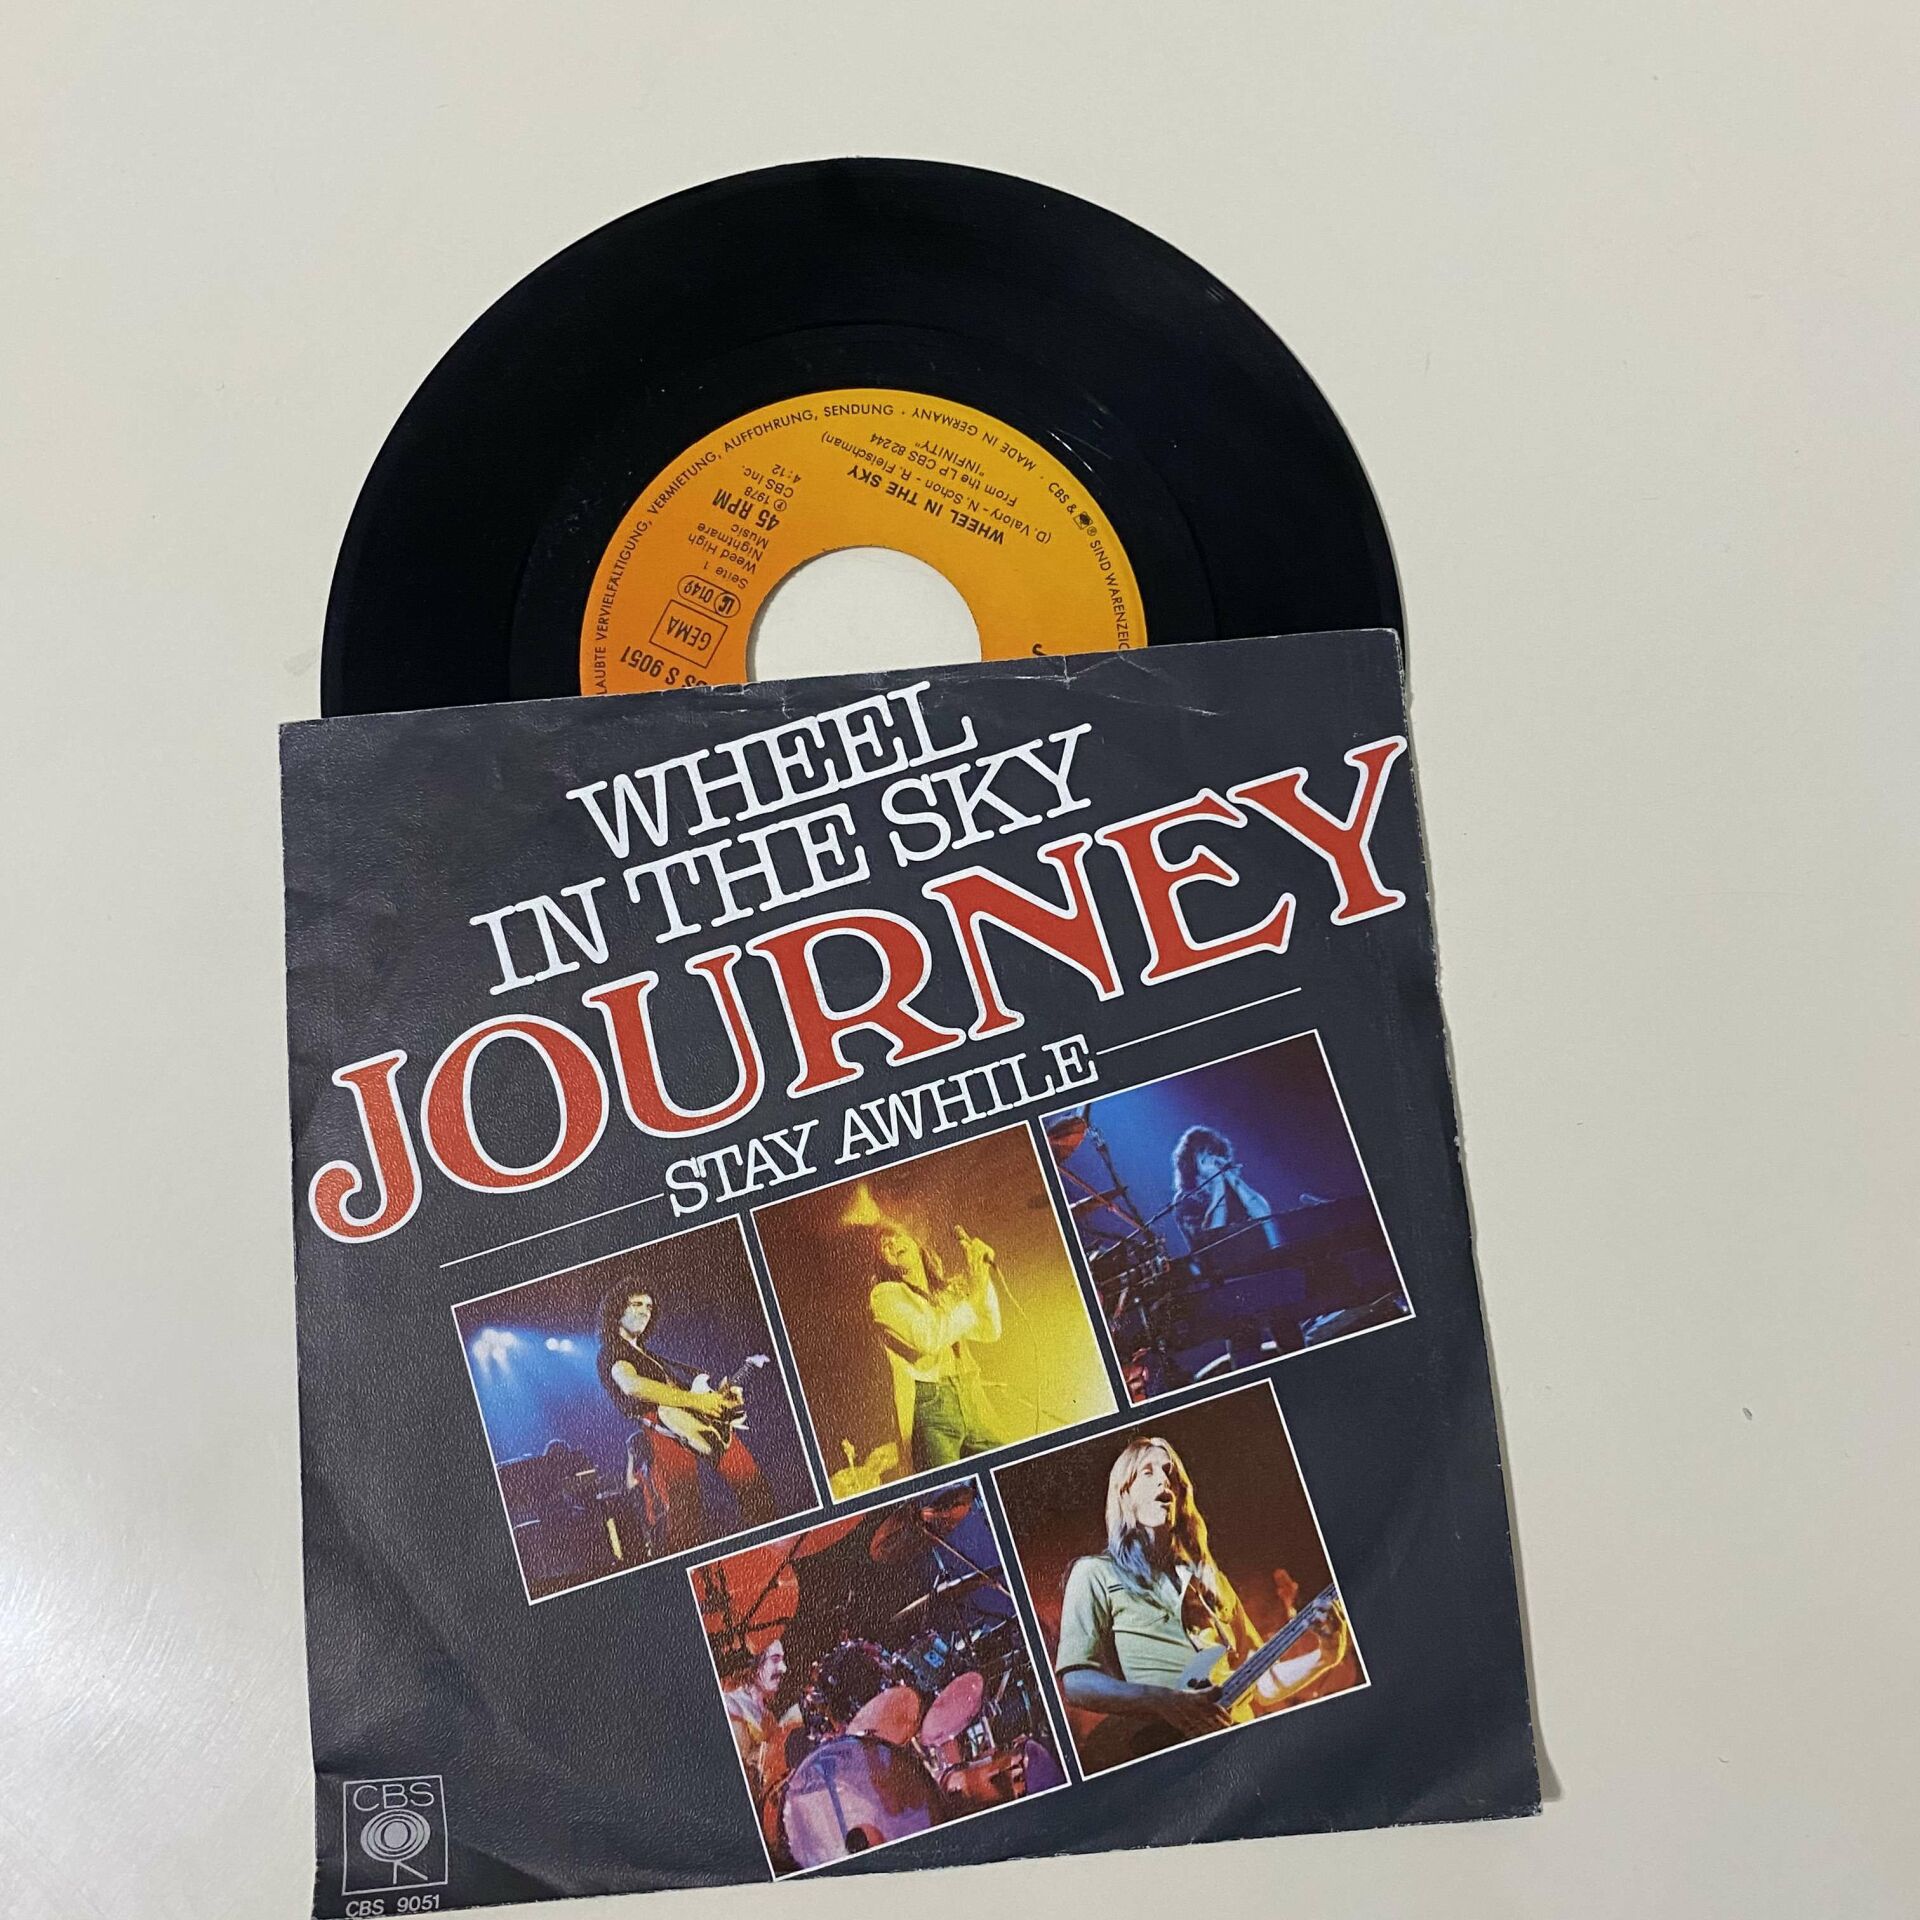 WHEEL
IN THE SKY
JOURNEY
STAY AWHILE
CBS
CBS 9051
LAUBTE VERVIELFÄLTIGUNG, VERMIETUNG, AUFFÜHRUNG, SENDUNG · MADE IN GERMANY · CBS & ® SIND WARENZEIC
WHEEL IN THE SKY
(D. Valory - N. Schon - R. Fleischman)
From the LP CBS 82244
"INFINITY"
S 9051
GEMA
LC 0149
Seite 1
Weed High
Nightmare
Music
45 RPM
Ⓟ 1978
CBS Inc.
4:12